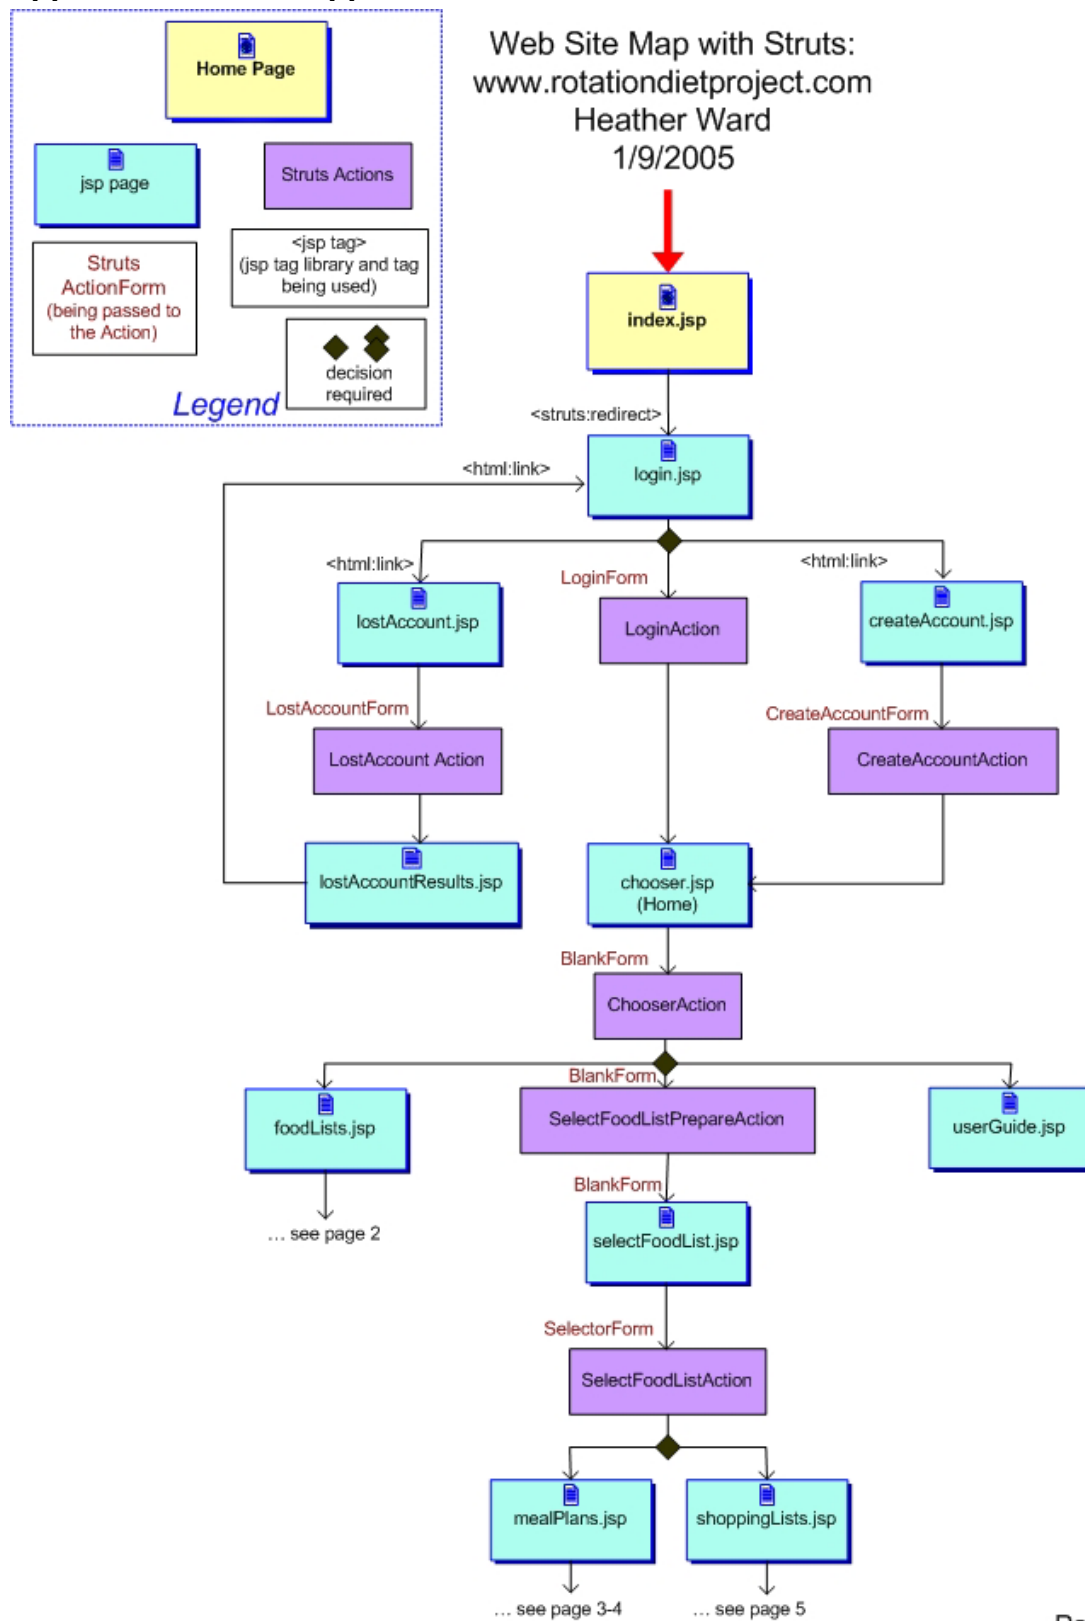 Home Page
jsp page
Struts Actions
Struts
ActionForm
(being passed to
the Action)
<jsp tag>
(jsp tag library and tag
being used)
decision
required
Legend
Web Site Map with Struts:
www.rotationdietproject.com
Heather Ward
1/9/2005
index.jsp
<struts:redirect>
<html:link>
login.jsp
<html:link>
LoginForm
<html:link>
lostAccount.jsp
LoginAction
createAccount.jsp
LostAccountForm
CreateAccountForm
LostAccount Action
CreateAccountAction
lostAccountResults.jsp
chooser.jsp
(Home)
BlankForm
ChooserAction
BlankForm
foodLists.jsp
SelectFoodListPrepareAction
userGuide.jsp
BlankForm
... see page 2
selectFoodList.jsp
SelectorForm
SelectFoodListAction
mealPlans.jsp
shoppingLists.jsp
... see page 3-4
... see page 5